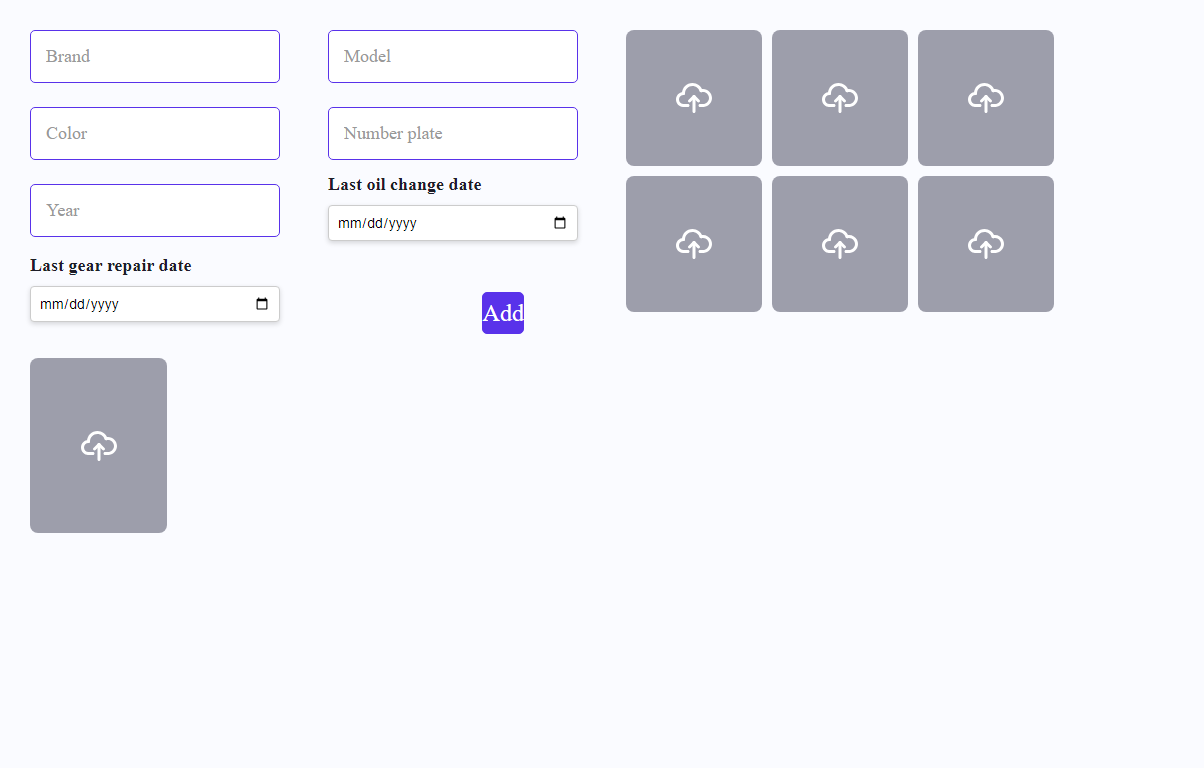 Brand
Model
Color
Number plate
Year
Last oil change date
mm/dd/yyyy
Last gear repair date
mm/dd/yyyy
Add